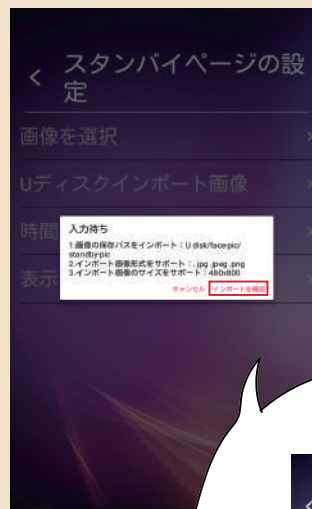 スタンバイページの設
定
画像を選択
Uディスクインポート画像
時間
表示
入力待ち
1.画像の保存パスをインポート：U disk/facepic/
standbypic
2.インポート画像形式をサポート：.jpg .jpeg .png
3.インポート画像のサイズをサポート：480x800
キャンセル インポートを確認